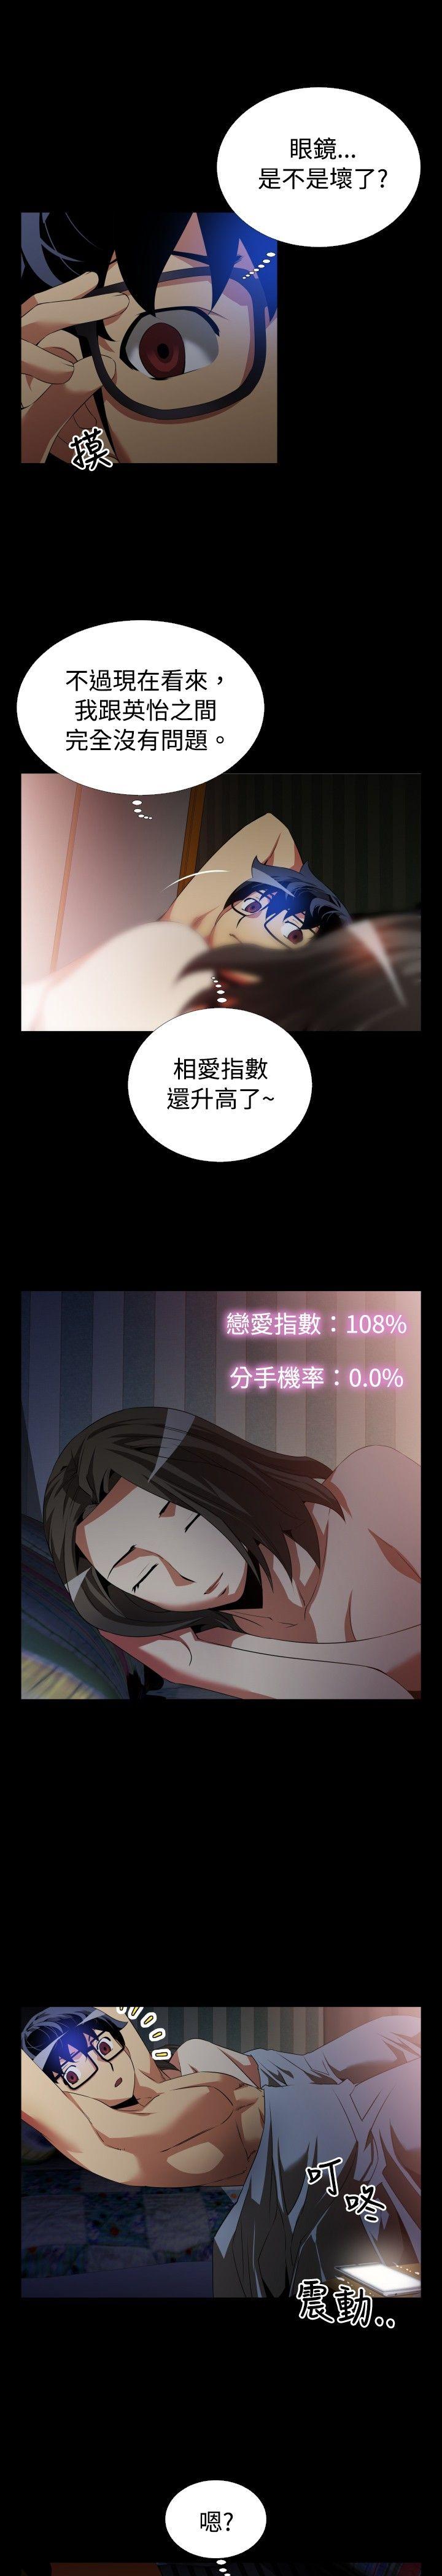 眼鏡...
是不是壞了?
摸
不過現在看來，
我跟英怡之間
完全沒有問題。
相愛指數
還升高了~
戀愛指數：108%
分手機率：0.0%
叮咚
震動..
嗯?